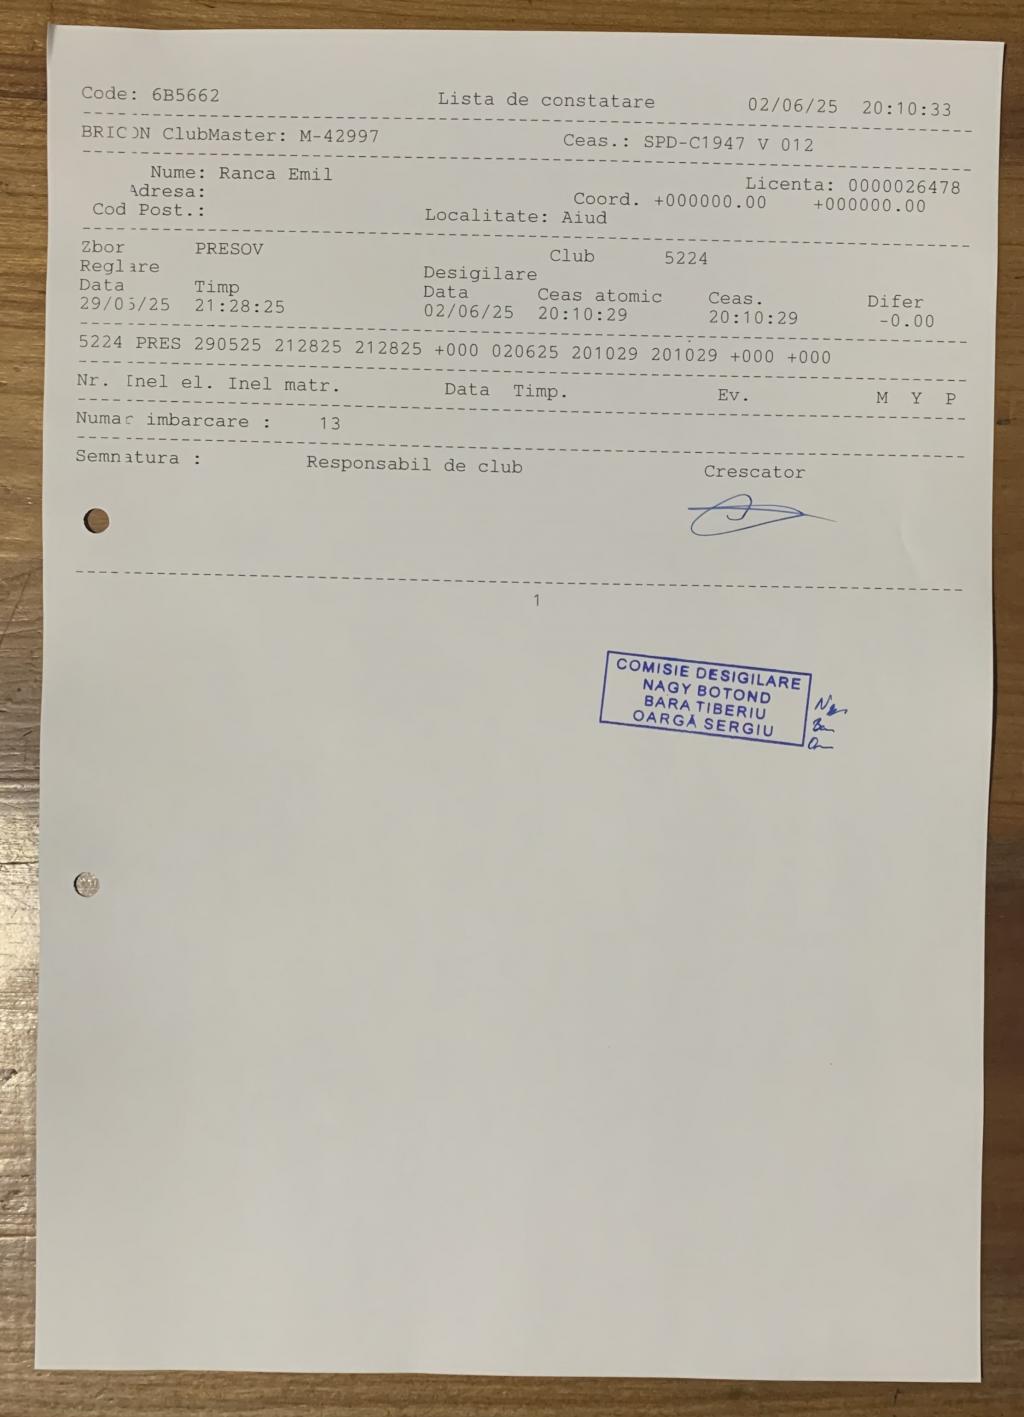 Code: 6B5662 Lista de constatare 02/06/25 20:10:33
BRICON ClubMaster: M-42997 Ceas.: SPD-C1947 V 012
Nume: Ranca Emil Licenta: 0000026478
Adresa: Coord. +000000.00 +000000.00
Cod Post.: Localitate: Aiud
Zbor PRESOV Club 5224
Reglare Desigilare
Data Timp Data Ceas atomic Ceas. Difer
29/05/25 21:28:25 02/06/25 20:10:29 20:10:29 -0.00
5224 PRES 290525 212825 212825 +000 020625 201029 201029 +000 +000
Nr. Inel el. Inel matr. Data Timp. Ev. M Y P
Numar imbarcare : 13
Semnatura : Responsabil de club Crescator
1
COMISIE DESIGILARE
NAGY BOTOND
BARA TIBERIU
OARGĂ SERGIU